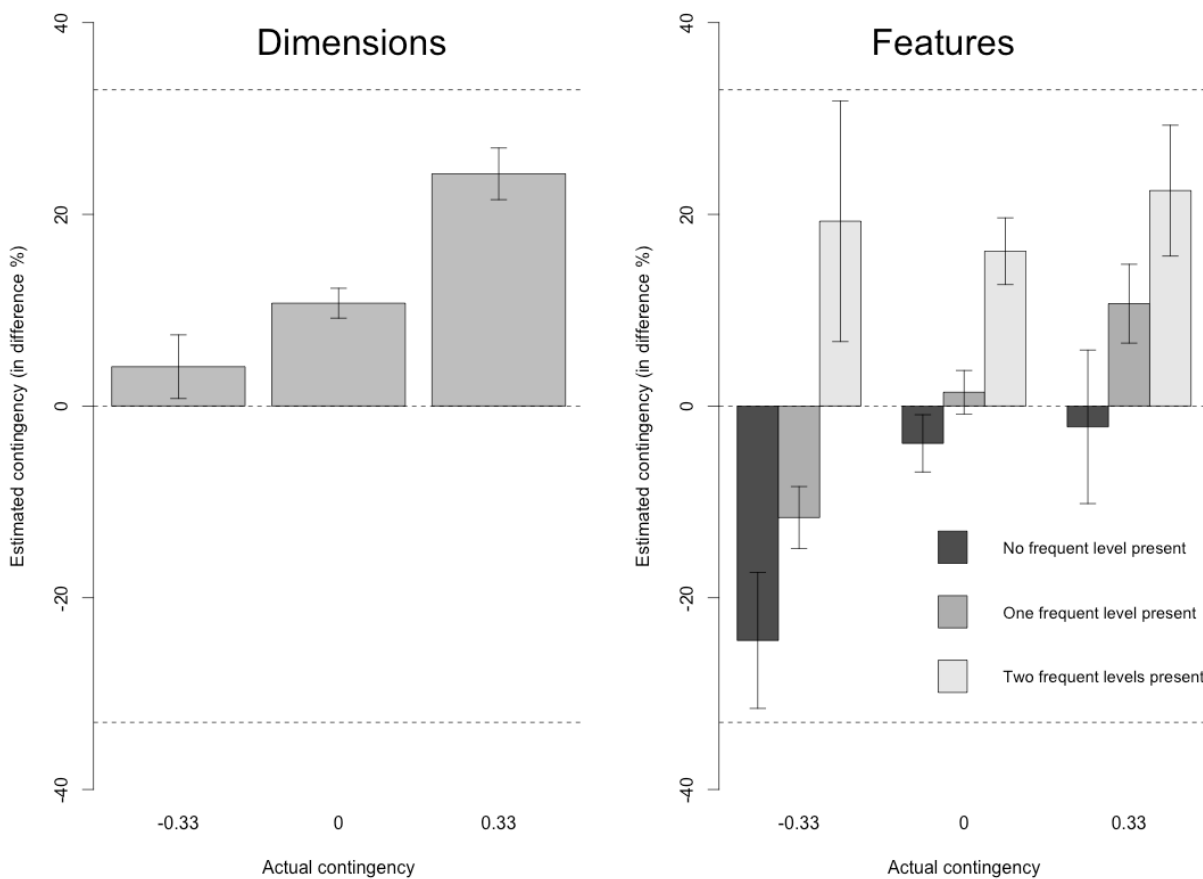 Dimensions
Estimated contingency (in difference %)
40
20
0
-20
-40
-0.33 0 0.33
Actual contingency
Features
Estimated contingency (in difference %)
40
20
0
-20
-40
No frequent level present
One frequent level present
Two frequent levels present
-0.33 0 0.33
Actual contingency